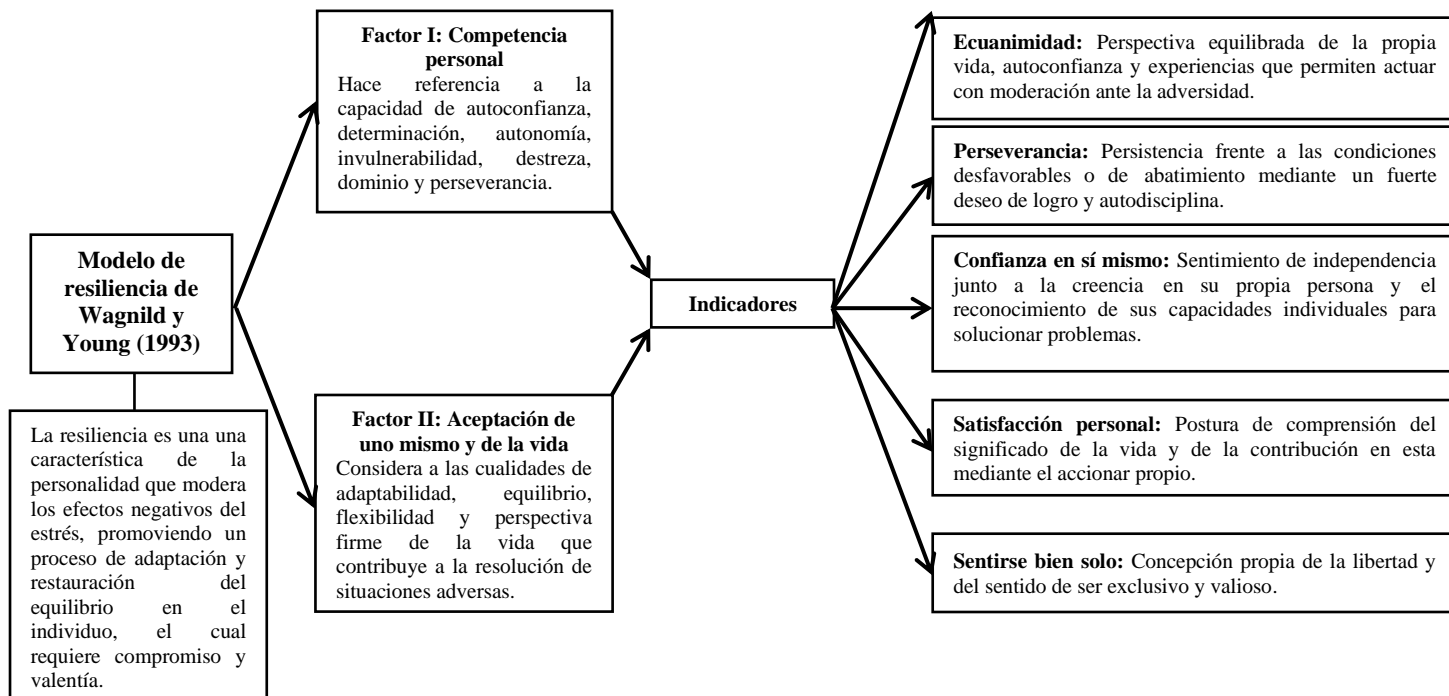 Modelo de
resiliencia de
Wagnild y
Young (1993)
La resiliencia es una una
característica de la
personalidad que modera
los efectos negativos del
estrés, promoviendo un
proceso de adaptación y
restauración del
equilibrio en el
individuo, el cual
requiere compromiso y
valentía.
Factor I: Competencia
personal
Hace referencia a la
capacidad de autoconfianza,
determinación, autonomía,
invulnerabilidad, destreza,
dominio y perseverancia.
Factor II: Aceptación de
uno mismo y de la vida
Considera a las cualidades de
adaptabilidad, equilibrio,
flexibilidad y perspectiva
firme de la vida que
contribuye a la resolución de
situaciones adversas.
Indicadores
Ecuanimidad: Perspectiva equilibrada de la propia
vida, autoconfianza y experiencias que permiten actuar
con moderación ante la adversidad.
Perseverancia: Persistencia frente a las condiciones
desfavorables o de abatimiento mediante un fuerte
deseo de logro y autodisciplina.
Confianza en sí mismo: Sentimiento de independencia
junto a la creencia en su propia persona y el
reconocimiento de sus capacidades individuales para
solucionar problemas.
Satisfacción personal: Postura de comprensión del
significado de la vida y de la contribución en esta
mediante el accionar propio.
Sentirse bien solo: Concepción propia de la libertad y
del sentido de ser exclusivo y valioso.